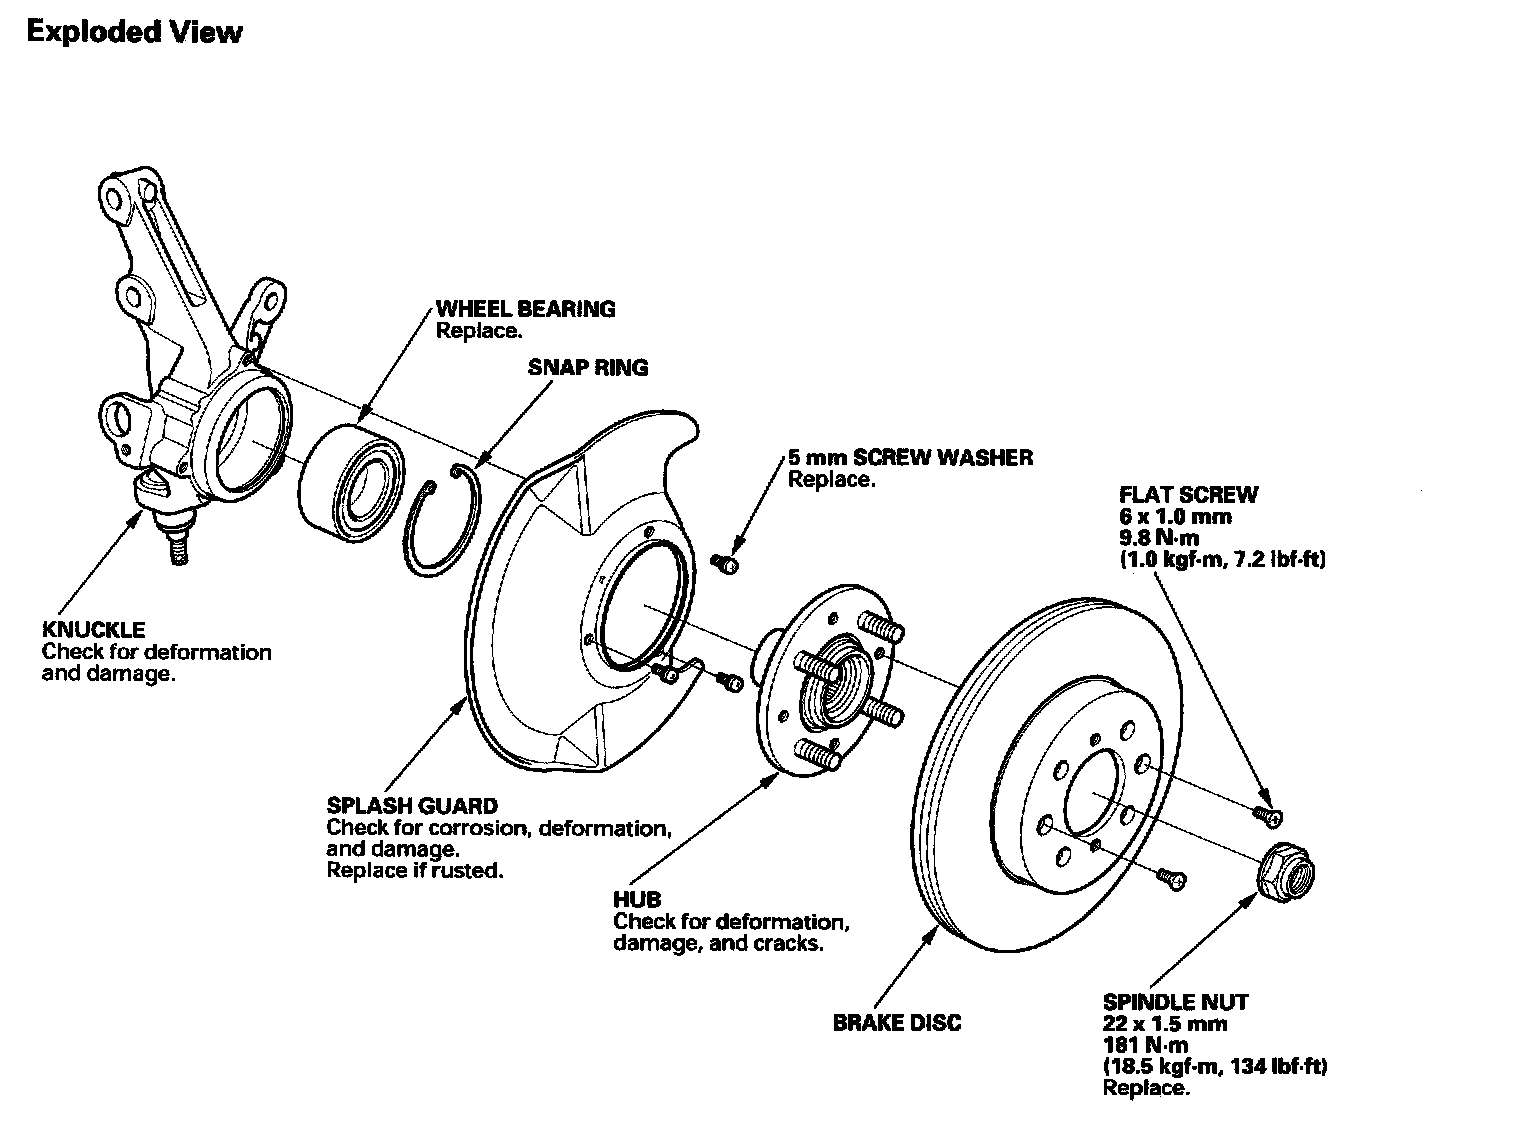 Exploded View
WHEEL BEARING
Replace.
SNAP RING
5 mm SCREW WASHER
Replace.
FLAT SCREW
6 x 1.0 mm
9.8 N·m
(1.0 kgf-m, 7.2 lbf-ft)
KNUCKLE
Check for deformation
and damage.
SPLASH GUARD
Check for corrosion, deformation,
and damage.
Replace if rusted.
HUB
Check for deformation,
damage, and cracks.
BRAKE DISC
SPINDLE NUT
22 x 1.5 mm
181 N·m
(18.5 kgf-m, 134 lbf·ft)
Replace.